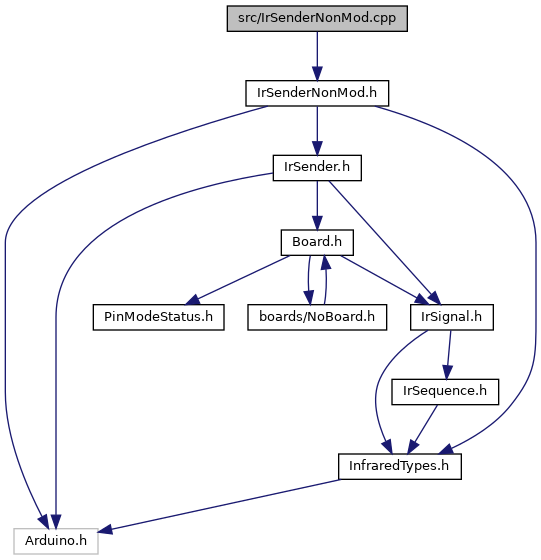 src/IrSenderNonMod.cpp
IrSenderNonMod.h
IrSender.h
Board.h
PinModeStatus.h
boards/NoBoard.h
IrSignal.h
IrSequence.h
InfraredTypes.h
Arduino.h